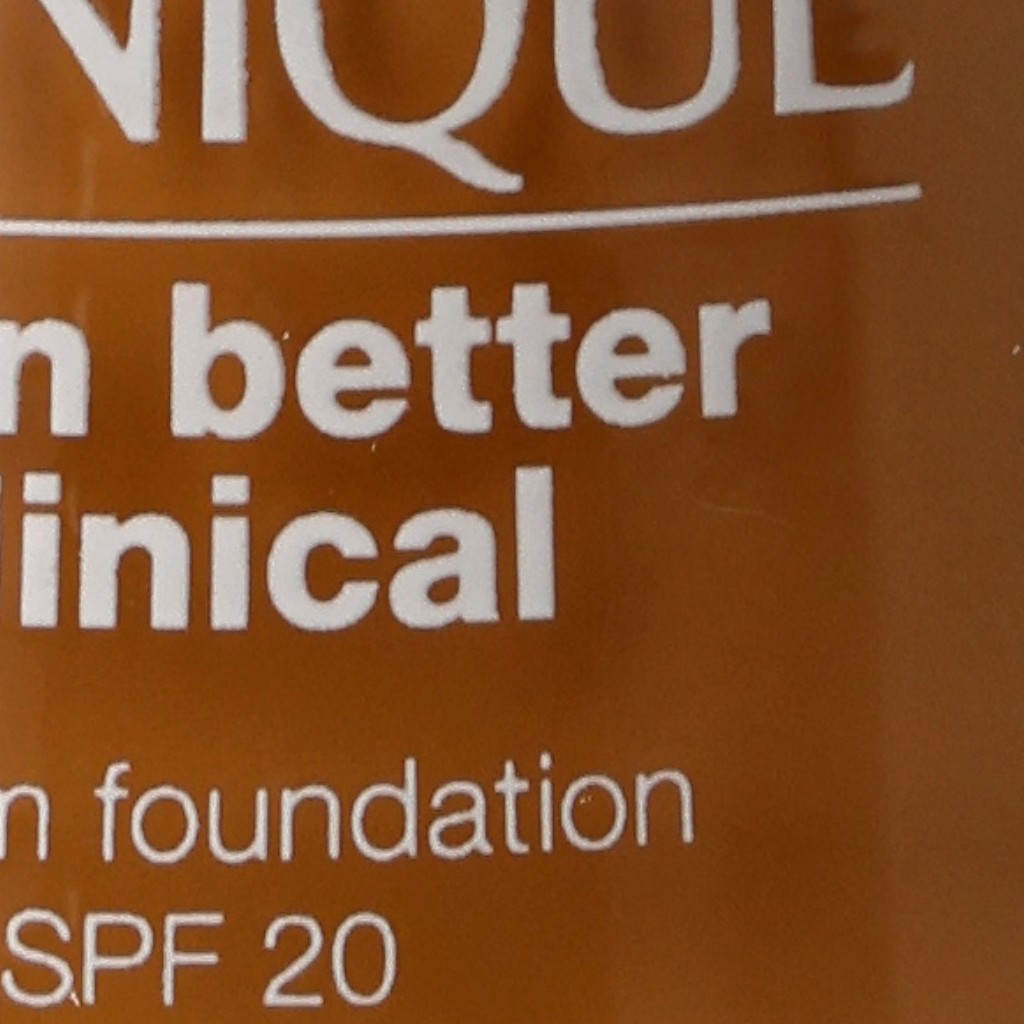 NIQUE
n better
linical
n foundation
SPF 20